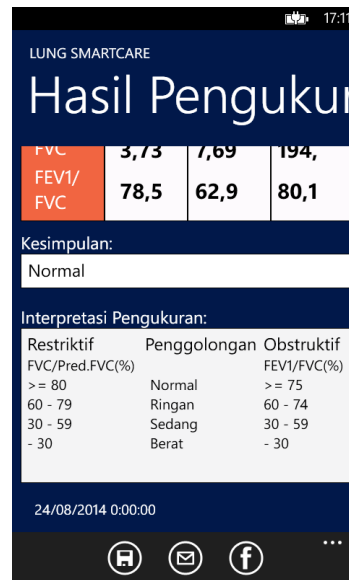 17:11
LUNG SMARTCARE
Hasil Pengukur
FVC 3,73 7,69 194,
FEV1/
FVC 78,5 62,9 80,1
Kesimpulan:
Normal
Interpretasi Pengukuran:
Restriktif Penggolongan Obstruktif
FVC/Pred.FVC(%) FEV1/FVC(%)
>= 80 Normal >= 75
60 - 79 Ringan 60 - 74
30 - 59 Sedang 30 - 59
- 30 Berat - 30
24/08/2014 0:00:00
f
...